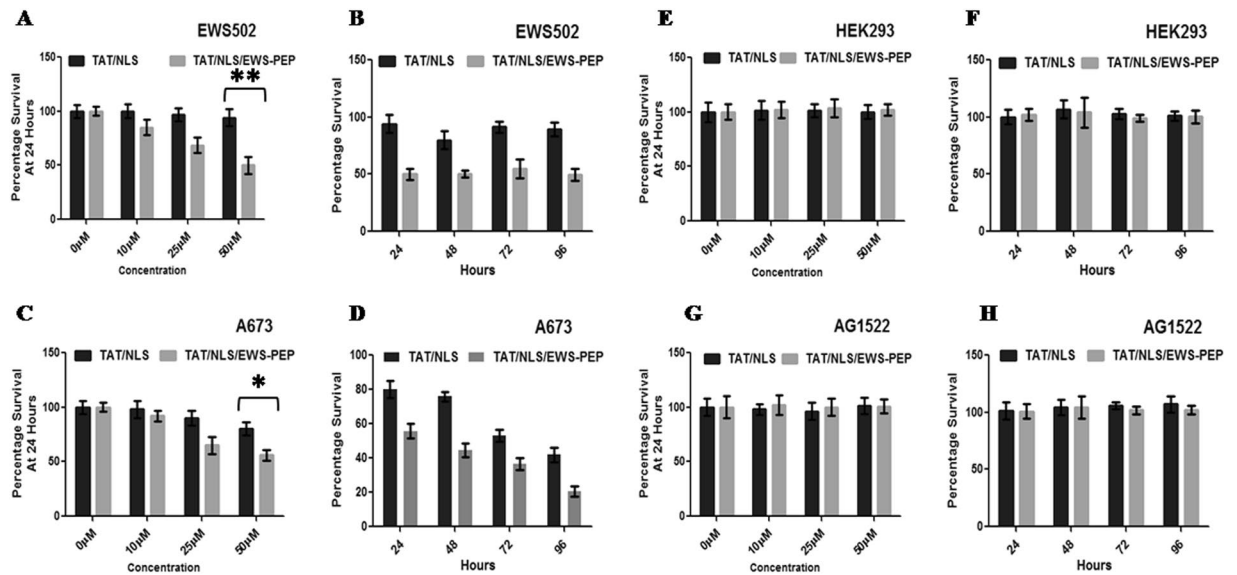 A
EWS502
TAT/NLS TAT/NLS/EWS-PEP
**
Percentage Survival
At 24 Hours
150
100
50
0
0µM 10µM 25µM 50µM
Concentration
B
EWS502
TAT/NLS TAT/NLS/EWS-PEP
Percentage Survival
150
100
50
0
24 48 72 96
Hours
E
HEK293
TAT/NLS TAT/NLS/EWS-PEP
Percentage Survival
At 24 Hours
150
100
50
0
0µM 10µM 25µM 50µM
Concentration
F
HEK293
TAT/NLS TAT/NLS/EWS-PEP
Percentage Survival
150
100
50
0
24 48 72 96
Hours
C
A673
TAT/NLS TAT/NLS/EWS-PEP
*
Percentage Survival
At 24 Hours
150
100
50
0
0µM 10µM 25µM 50µM
Concentration
D
A673
TAT/NLS TAT/NLS/EWS-PEP
Percentage Survival
100
80
60
40
20
0
24 48 72 96
Hours
G
AG1522
TAT/NLS TAT/NLS/EWS-PEP
Percentage Survival
At 24 Hours
150
100
50
0
0µM 10µM 25µM 50µM
Concentration
H
AG1522
TAT/NLS TAT/NLS/EWS-PEP
Percentage Survival
150
100
50
0
24 48 72 96
Hours